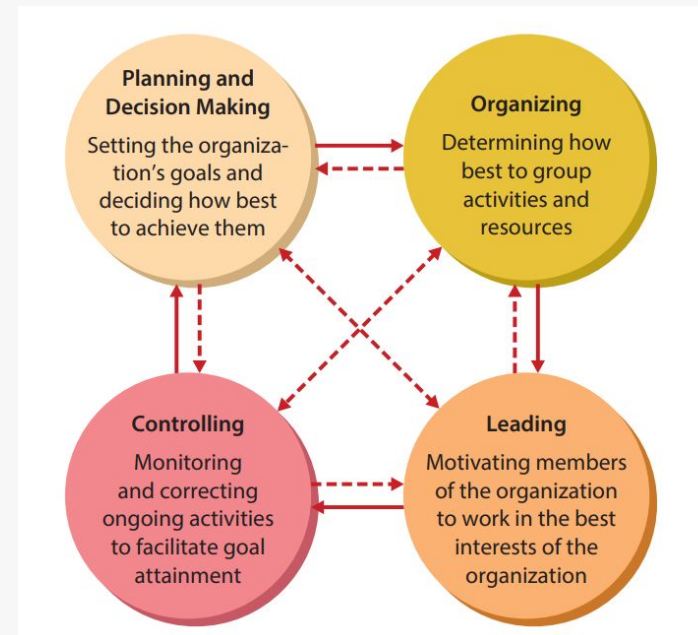 Planning and
Decision Making
Setting the organiza-
tion's goals and
deciding how best
to achieve them
Organizing
Determining how
best to group
activities and
resources
Controlling
Monitoring
and correcting
ongoing activities
to facilitate goal
attainment
Leading
Motivating members
of the organization
to work in the best
interests of the
organization